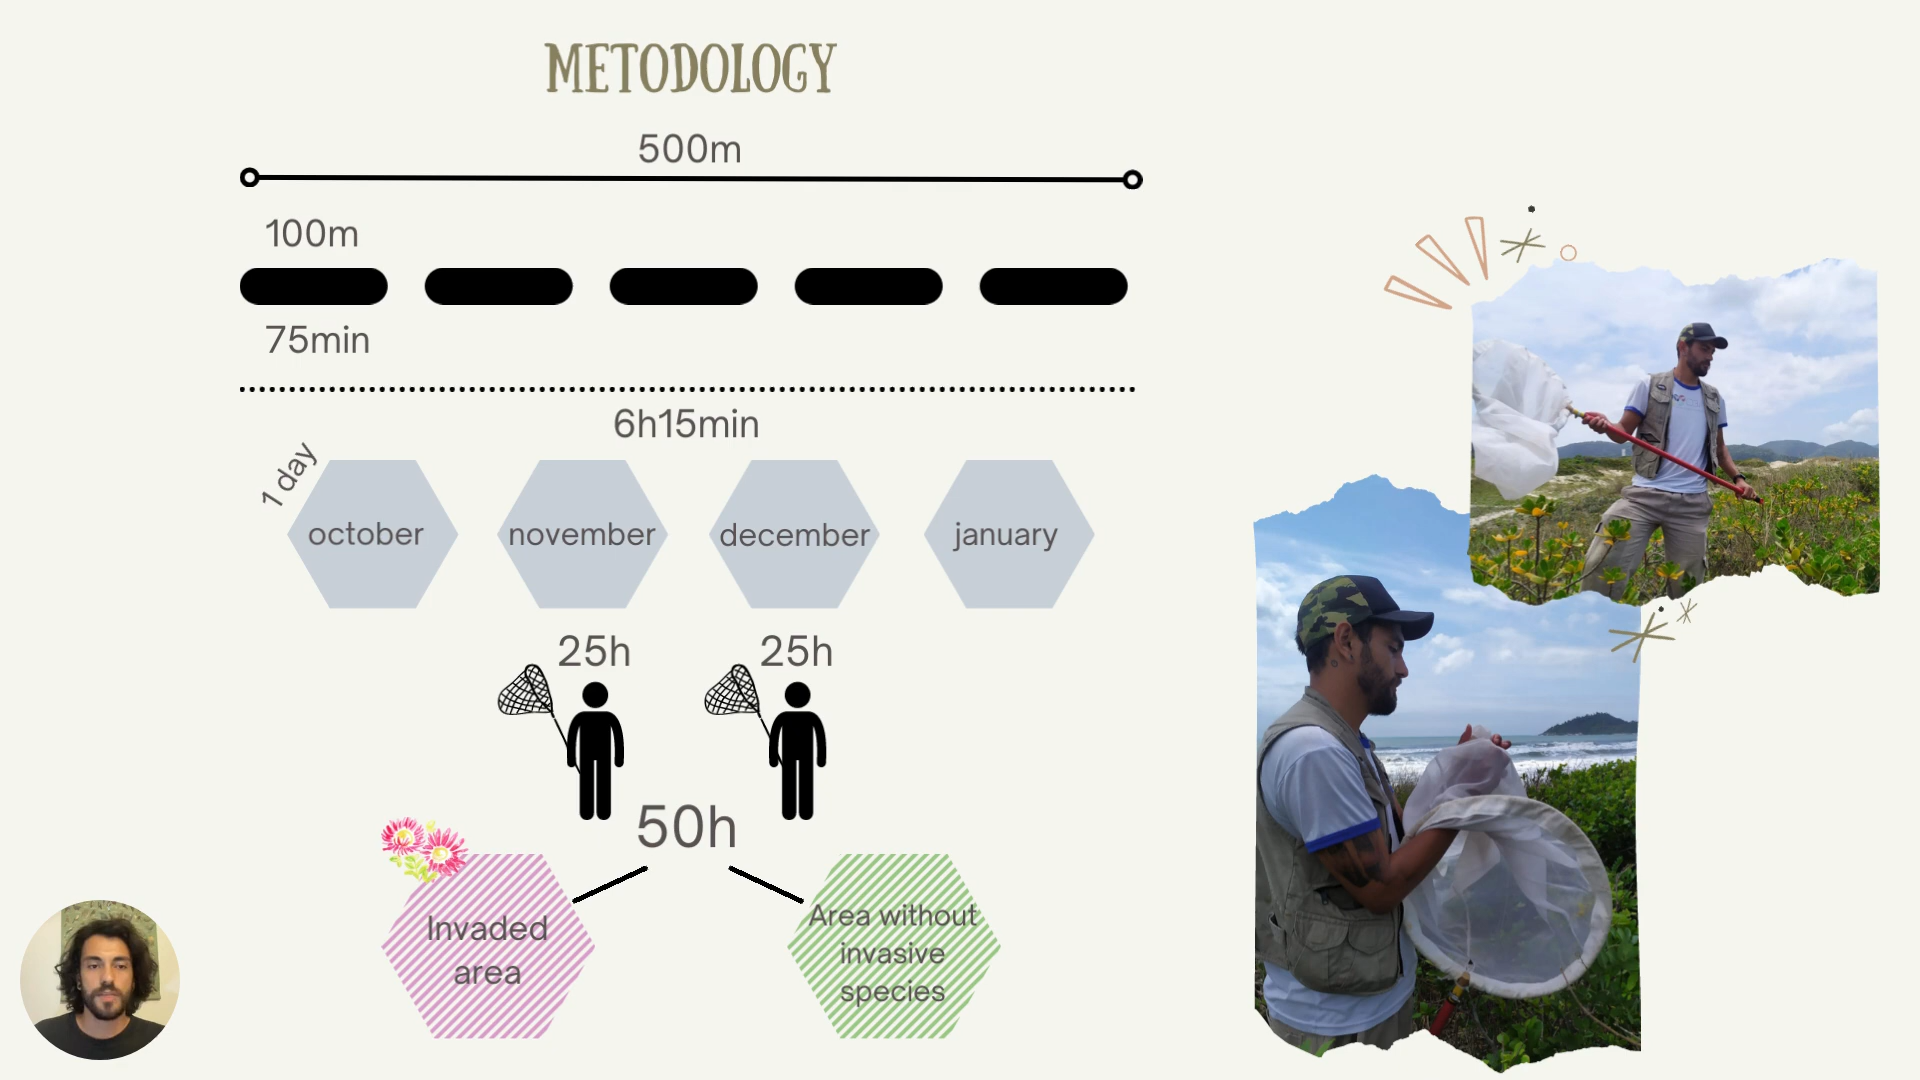 METODOLOGY
500m
100m
75min
6h15min
1 day
october
november
december
january
25h
25h
50h
Invaded
area
Area without
invasive
species